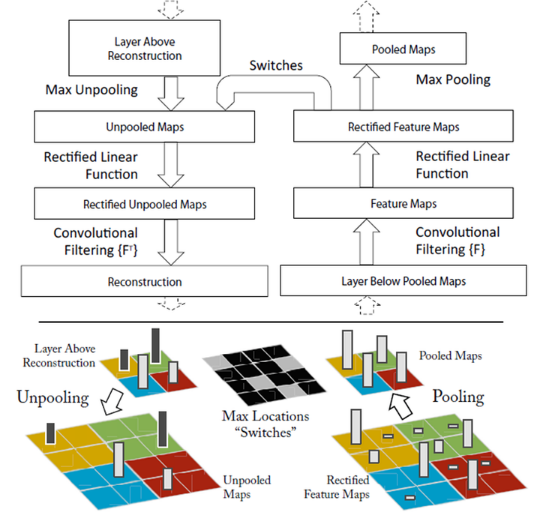 Layer Above
Reconstruction
Pooled Maps
Switches
Max Unpooling
Max Pooling
Unpooled Maps
Rectified Feature Maps
Rectified Linear
Function
Rectified Linear
Function
Rectified Unpooled Maps
Feature Maps
Convolutional
Filtering {Fᵀ}
Convolutional
Filtering {F}
Reconstruction
Layer Below Pooled Maps
Layer Above
Reconstruction
Pooled Maps
Unpooling
Max Locations
“Switches”
Pooling
Unpooled
Maps
Rectified
Feature Maps